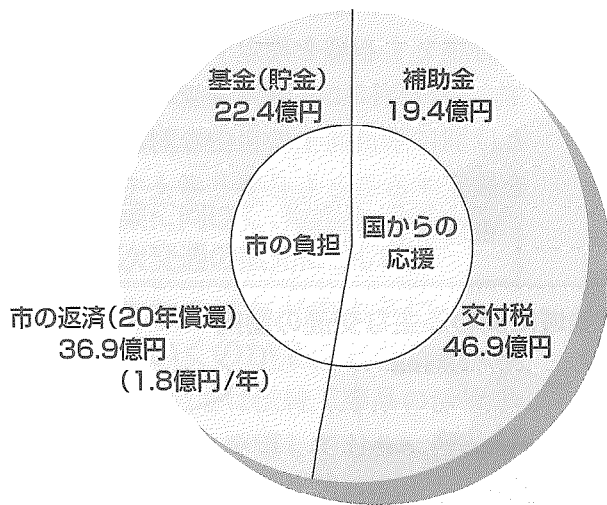 基金(貯金)
22.4億円
補助金
19.4億円
市の負担
国からの
応援
市の返済(20年償還)
36.9億円
(1.8億円/年)
交付税
46.9億円